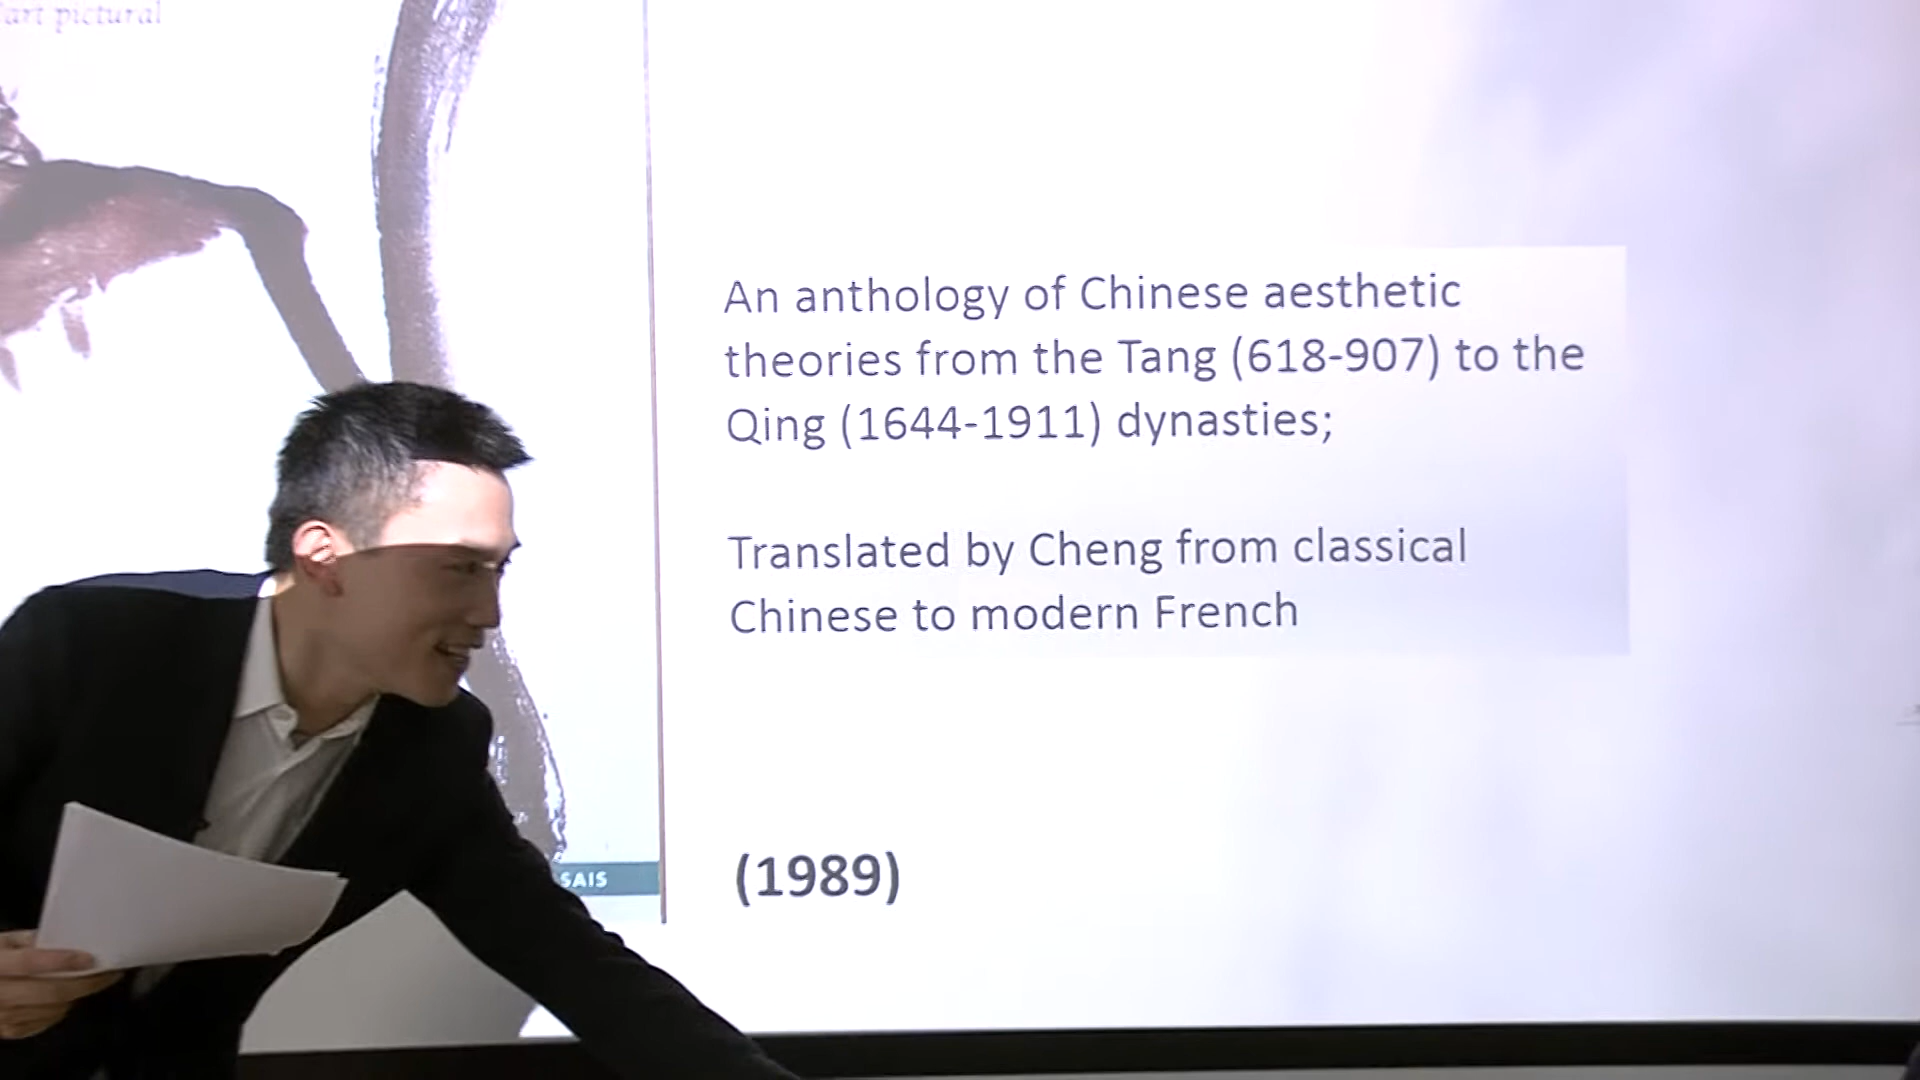 art pictural
An anthology of Chinese aesthetic
theories from the Tang (618-907) to the
Qing (1644-1911) dynasties;
Translated by Cheng from classical
Chinese to modern French
(1989)
SAIS